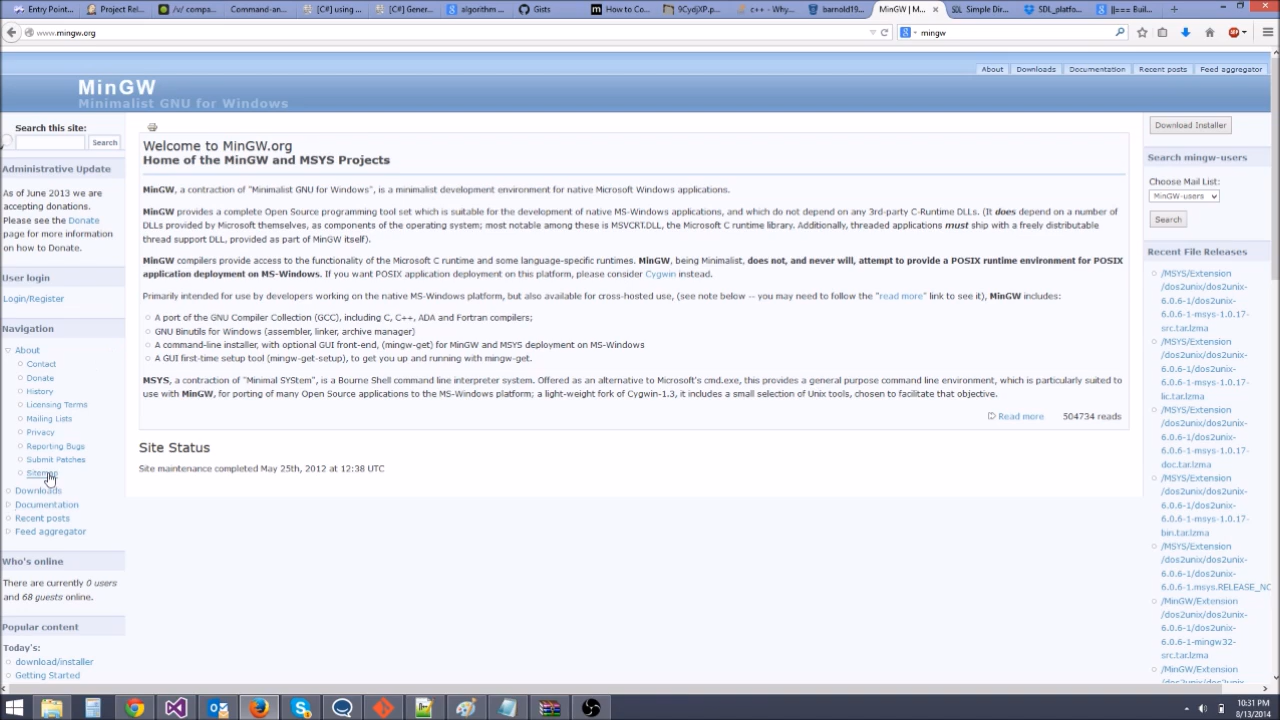 Entry Point...
Project Rel...
/v/ compa...
Command-an...
[C#] using ...
[C#] Gener...
algorithm ...
Gists
How to Co...
9CydjXP.p...
c++ - Why...
barnold19...
MinGW | M...
SDL Simple Dir...
SDL_platfo...
||=== Buil...
www.mingw.org
mingw
About
Downloads
Documentation
Recent posts
Feed aggregator
MinGW
Minimalist GNU for Windows
Search this site:
Search
Administrative Update
As of June 2013 we are
accepting donations.
Please see the Donate
page for more information
on how to Donate.
User login
Login/Register
Navigation
About
Contact
Donate
History
Licensing Terms
Mailing Lists
Privacy
Reporting Bugs
Submit Patches
Sitemap
Downloads
Documentation
Recent posts
Feed aggregator
Who's online
There are currently 0 users
and 68 guests online.
Popular content
Today's:
download/installer
Getting Started
Welcome to MinGW.org
Home of the MinGW and MSYS Projects
MinGW, a contraction of "Minimalist GNU for Windows", is a minimalist development environment for native Microsoft Windows applications.
MinGW provides a complete Open Source programming tool set which is suitable for the development of native MS-Windows applications, and which do not depend on any 3rd-party C-Runtime DLLs. (It does depend on a number of
DLLs provided by Microsoft themselves, as components of the operating system; most notable among these is MSVCRT.DLL, the Microsoft C runtime library. Additionally, threaded applications must ship with a freely distributable
thread support DLL, provided as part of MinGW itself).
MinGW compilers provide access to the functionality of the Microsoft C runtime and some language-specific runtimes. MinGW, being Minimalist, does not, and never will, attempt to provide a POSIX runtime environment for POSIX
application deployment on MS-Windows. If you want POSIX application deployment on this platform, please consider Cygwin instead.
Primarily intended for use by developers working on the native MS-Windows platform, but also available for cross-hosted use, (see note below -- you may need to follow the "read more" link to see it), MinGW includes:
A port of the GNU Compiler Collection (GCC), including C, C++, ADA and Fortran compilers;
GNU Binutils for Windows (assembler, linker, archive manager)
A command-line installer, with optional GUI front-end, (mingw-get) for MinGW and MSYS deployment on MS-Windows
A GUI first-time setup tool (mingw-get-setup), to get you up and running with mingw-get.
MSYS, a contraction of "Minimal SYStem", is a Bourne Shell command line interpreter system. Offered as an alternative to Microsoft's cmd.exe, this provides a general purpose command line environment, which is particularly suited to
use with MinGW, for porting of many Open Source applications to the MS-Windows platform; a light-weight fork of Cygwin-1.3, it includes a small selection of Unix tools, chosen to facilitate that objective.
Read more
504734 reads
Site Status
Site maintenance completed May 25th, 2012 at 12:38 UTC
Download Installer
Search mingw-users
Choose Mail List:
MinGW-users
Search
Recent File Releases
/MSYS/Extension
/dos2unix/dos2unix-
6.0.6-1/dos2unix-
6.0.6-1-msys-1.0.17-
src.tar.lzma
/MSYS/Extension
/dos2unix/dos2unix-
6.0.6-1/dos2unix-
6.0.6-1-msys-1.0.17-
lic.tar.lzma
/MSYS/Extension
/dos2unix/dos2unix-
6.0.6-1/dos2unix-
6.0.6-1-msys-1.0.17-
doc.tar.lzma
/MSYS/Extension
/dos2unix/dos2unix-
6.0.6-1/dos2unix-
6.0.6-1-msys-1.0.17-
bin.tar.lzma
/MSYS/Extension
/dos2unix/dos2unix-
6.0.6-1/dos2unix-
6.0.6-1.msys.RELEASE_NO
/MinGW/Extension
/dos2unix/dos2unix-
6.0.6-1/dos2unix-
6.0.6-1-mingw32-
src.tar.lzma
/MinGW/Extension
/dos2unix/dos2unix-
10:31 PM
8/13/2014